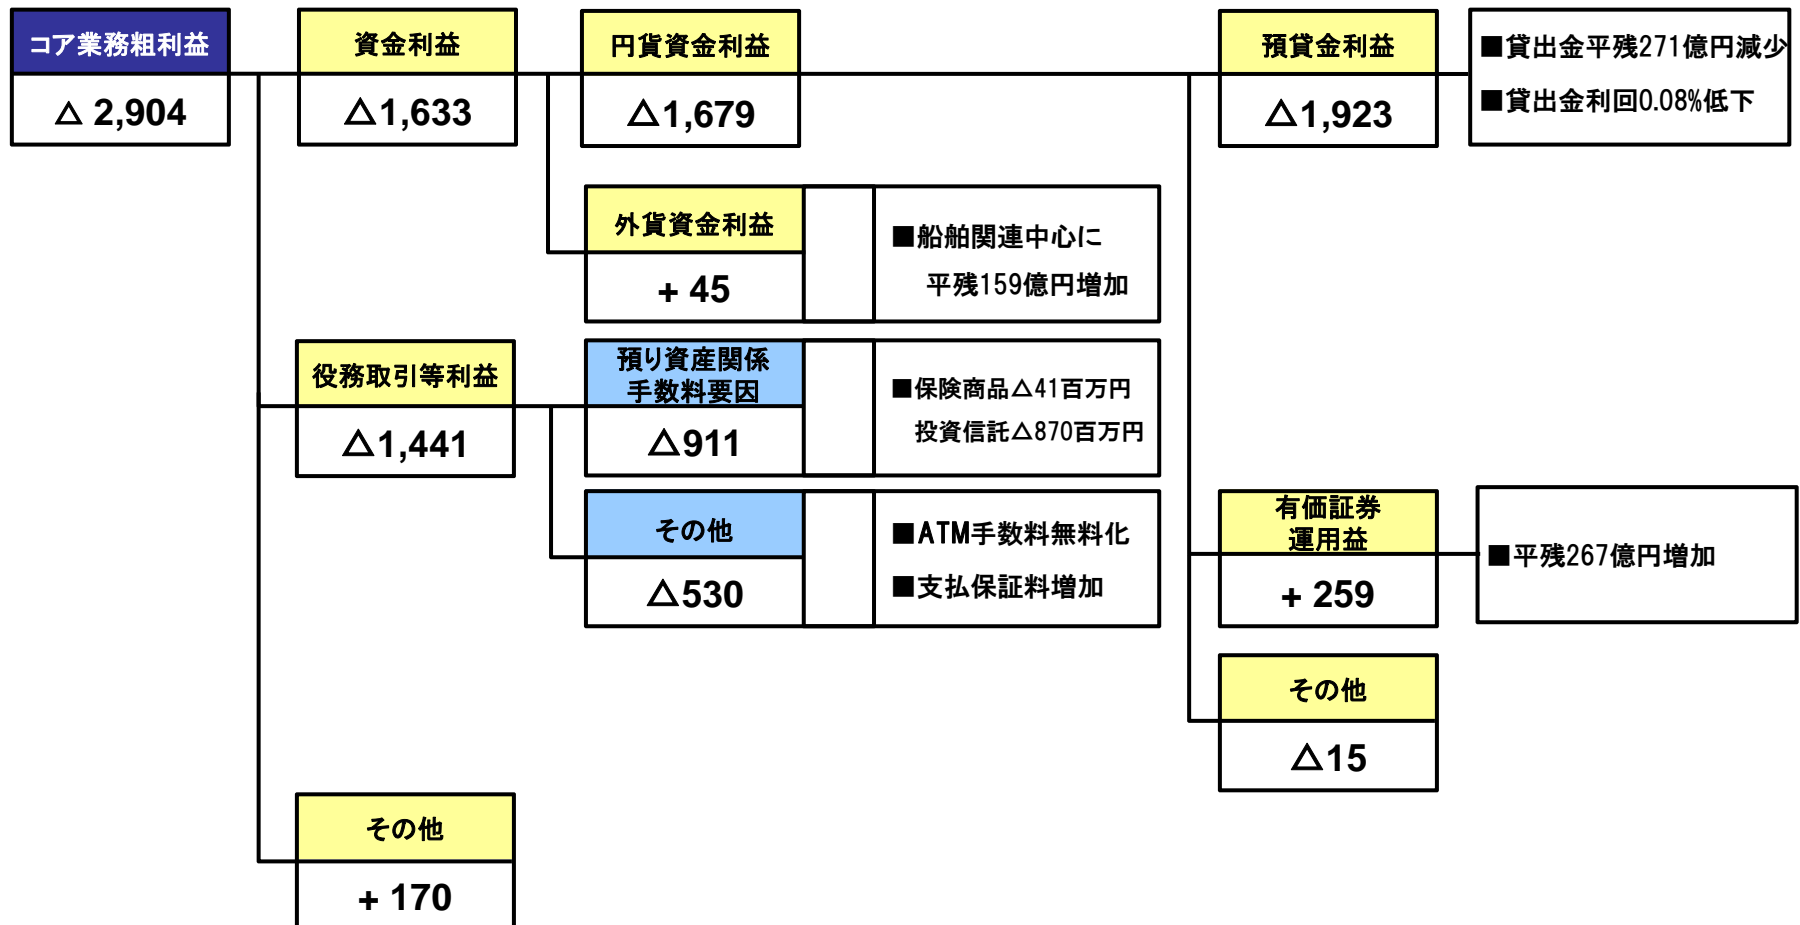 コア業務粗利益
△ 2,904
資金利益
△1,633
円貨資金利益
△1,679
預貸金利益
△1,923
■貸出金平残271億円減少
■貸出金利回0.08%低下
外貨資金利益
+ 45
■船舶関連中心に
平残159億円増加
役務取引等利益
△1,441
預り資産関係
手数料要因
△911
■保険商品△41百万円
投資信託△870百万円
その他
△530
■ATM手数料無料化
■支払保証料増加
有価証券
運用益
+ 259
■平残267億円増加
その他
△15
その他
+ 170